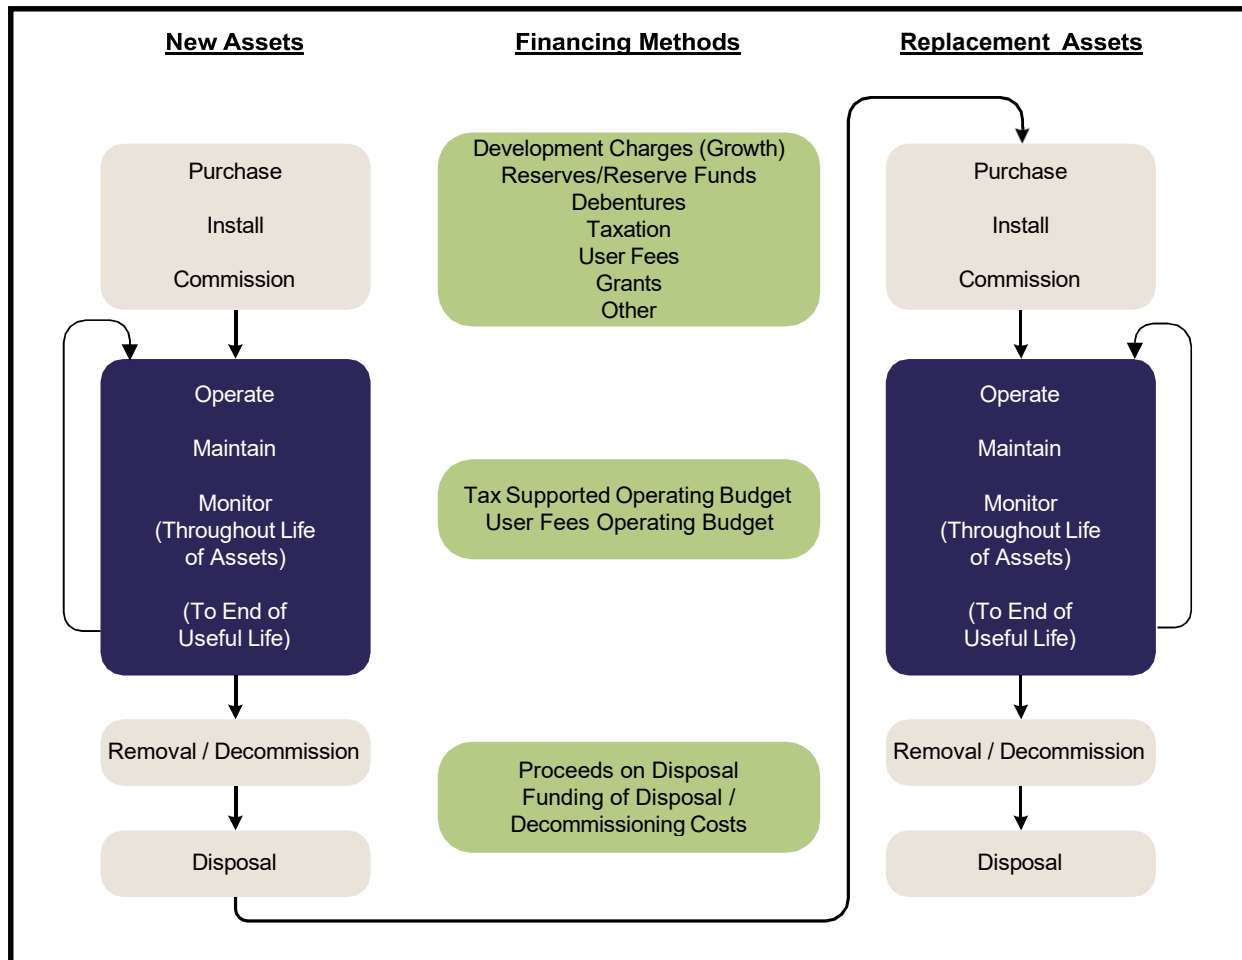 New Assets
Purchase
Install
Commission
Operate
Maintain
Monitor
(Throughout Life
of Assets)
(To End of
Useful Life)
Removal / Decommission
Disposal
Financing Methods
Development Charges (Growth)
Reserves/Reserve Funds
Debentures
Taxation
User Fees
Grants
Other
Tax Supported Operating Budget
User Fees Operating Budget
Proceeds on Disposal
Funding of Disposal /
Decommissioning Costs
Replacement Assets
Purchase
Install
Commission
Operate
Maintain
Monitor
(Throughout Life
of Assets)
(To End of
Useful Life)
Removal / Decommission
Disposal